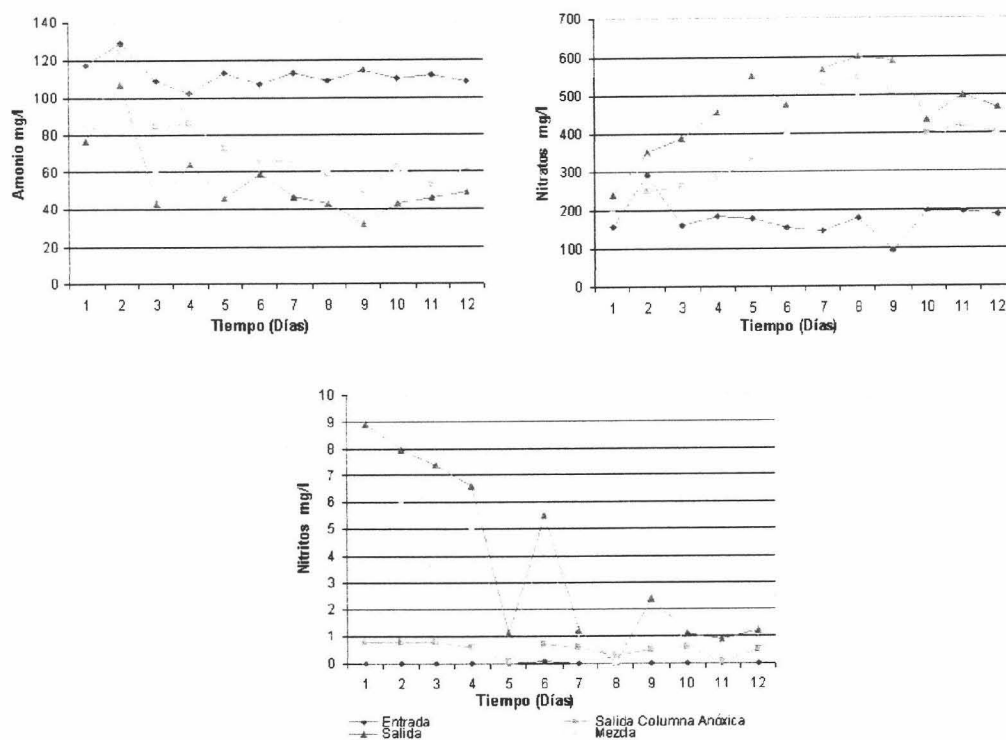 Amonio mg/l
140
120
100
80
60
40
20
0
1 2 3 4 5 6 7 8 9 10 11 12
Tiempo (Días)
Nitratos mg/l
700
600
500
400
300
200
100
0
1 2 3 4 5 6 7 8 9 10 11 12
Tiempo (Días)
Nitritos mg/l
10
9
8
7
6
5
4
3
2
1
0
1 2 3 4 5 6 7 8 9 10 11 12
Tiempo (Días)
Entrada
Salida
Salida Columna Anóxica
Mezcla